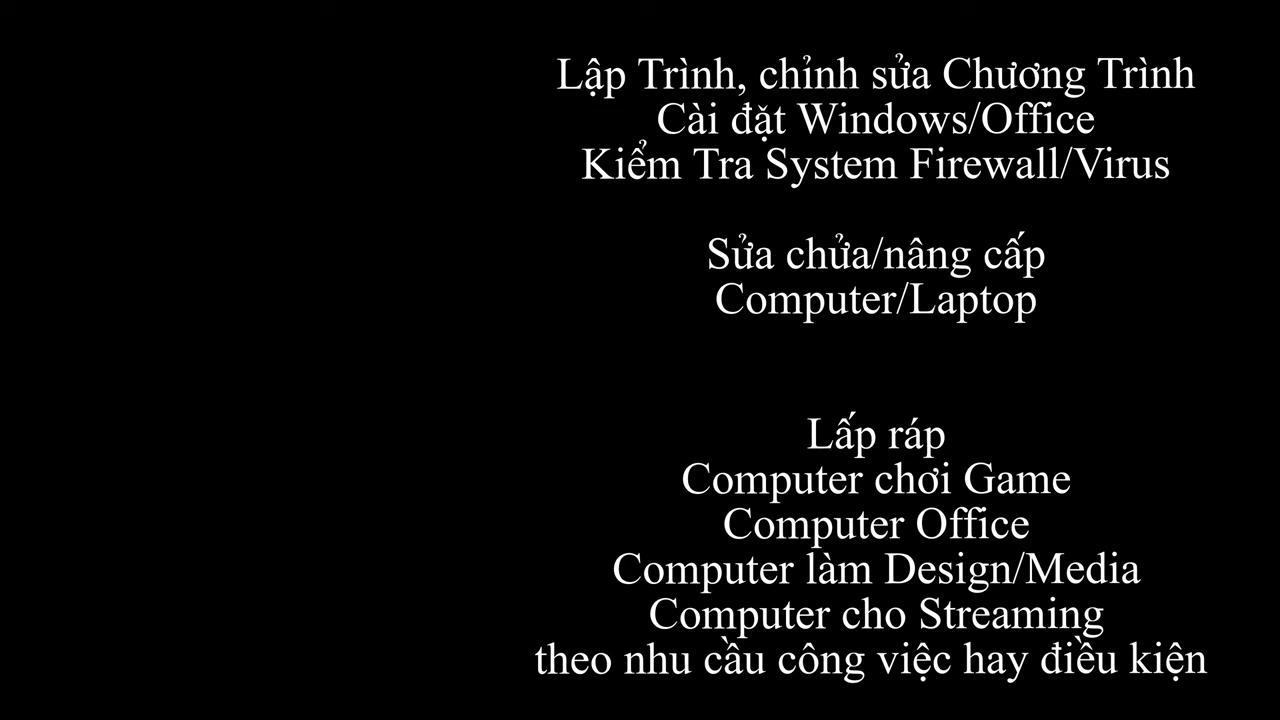 Lập Trình, chỉnh sửa Chương Trình
Cài đặt Windows/Office
Kiểm Tra System Firewall/Virus
Sửa chửa/nâng cấp
Computer/Laptop
Lấp ráp
Computer chơi Game
Computer Office
Computer làm Design/Media
Computer cho Streaming
theo nhu cầu công việc hay điều kiện